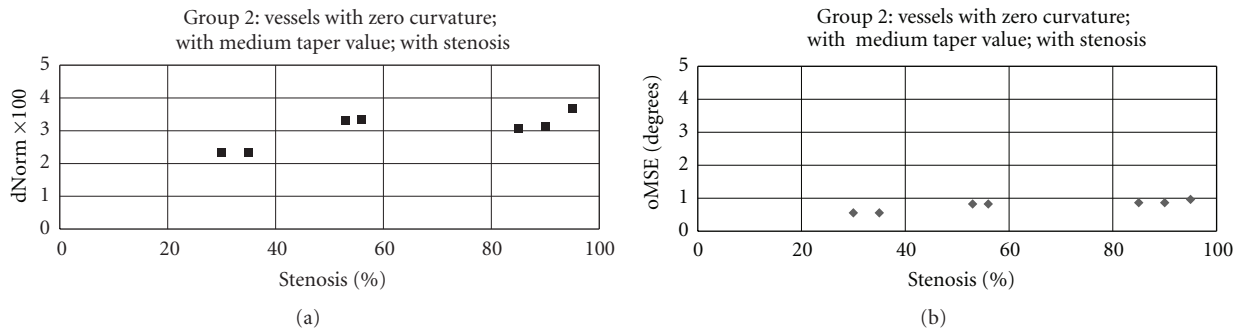 Group 2: vessels with zero curvature;
with medium taper value; with stenosis
5
4
3
2
1
0
dNorm ×100
0 20 40 60 80 100
Stenosis (%)
(a)
Group 2: vessels with zero curvature;
with medium taper value; with stenosis
5
4
3
2
1
0
oMSE (degrees)
0 20 40 60 80 100
Stenosis (%)
(b)